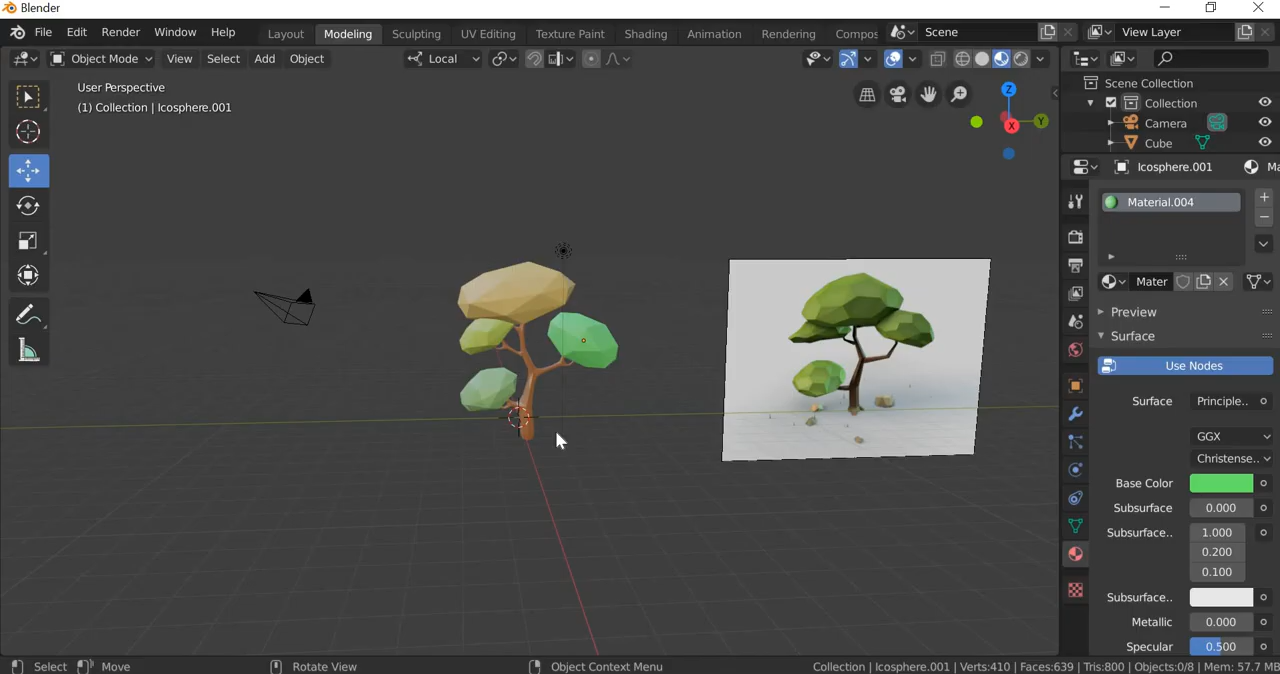 Blender
File Edit Render Window Help Layout Modeling Sculpting UV Editing Texture Paint Shading Animation Rendering Compos Scene View Layer
Object Mode View Select Add Object Local
User Perspective
(1) Collection | Icosphere.001
Z
Y
X
Scene Collection
Collection
Camera
Cube
Icosphere.001 Ma
Material.004
Mater
Preview
Surface
Use Nodes
Surface Principle..
GGX
Christense..
Base Color
Subsurface 0.000
Subsurface.. 1.000
0.200
0.100
Subsurface..
Metallic 0.000
Specular 0.500
Select Move Rotate View Object Context Menu Collection | Icosphere.001 | Verts:410 | Faces:639 | Tris:800 | Objects:0/8 | Mem: 57.7 MB